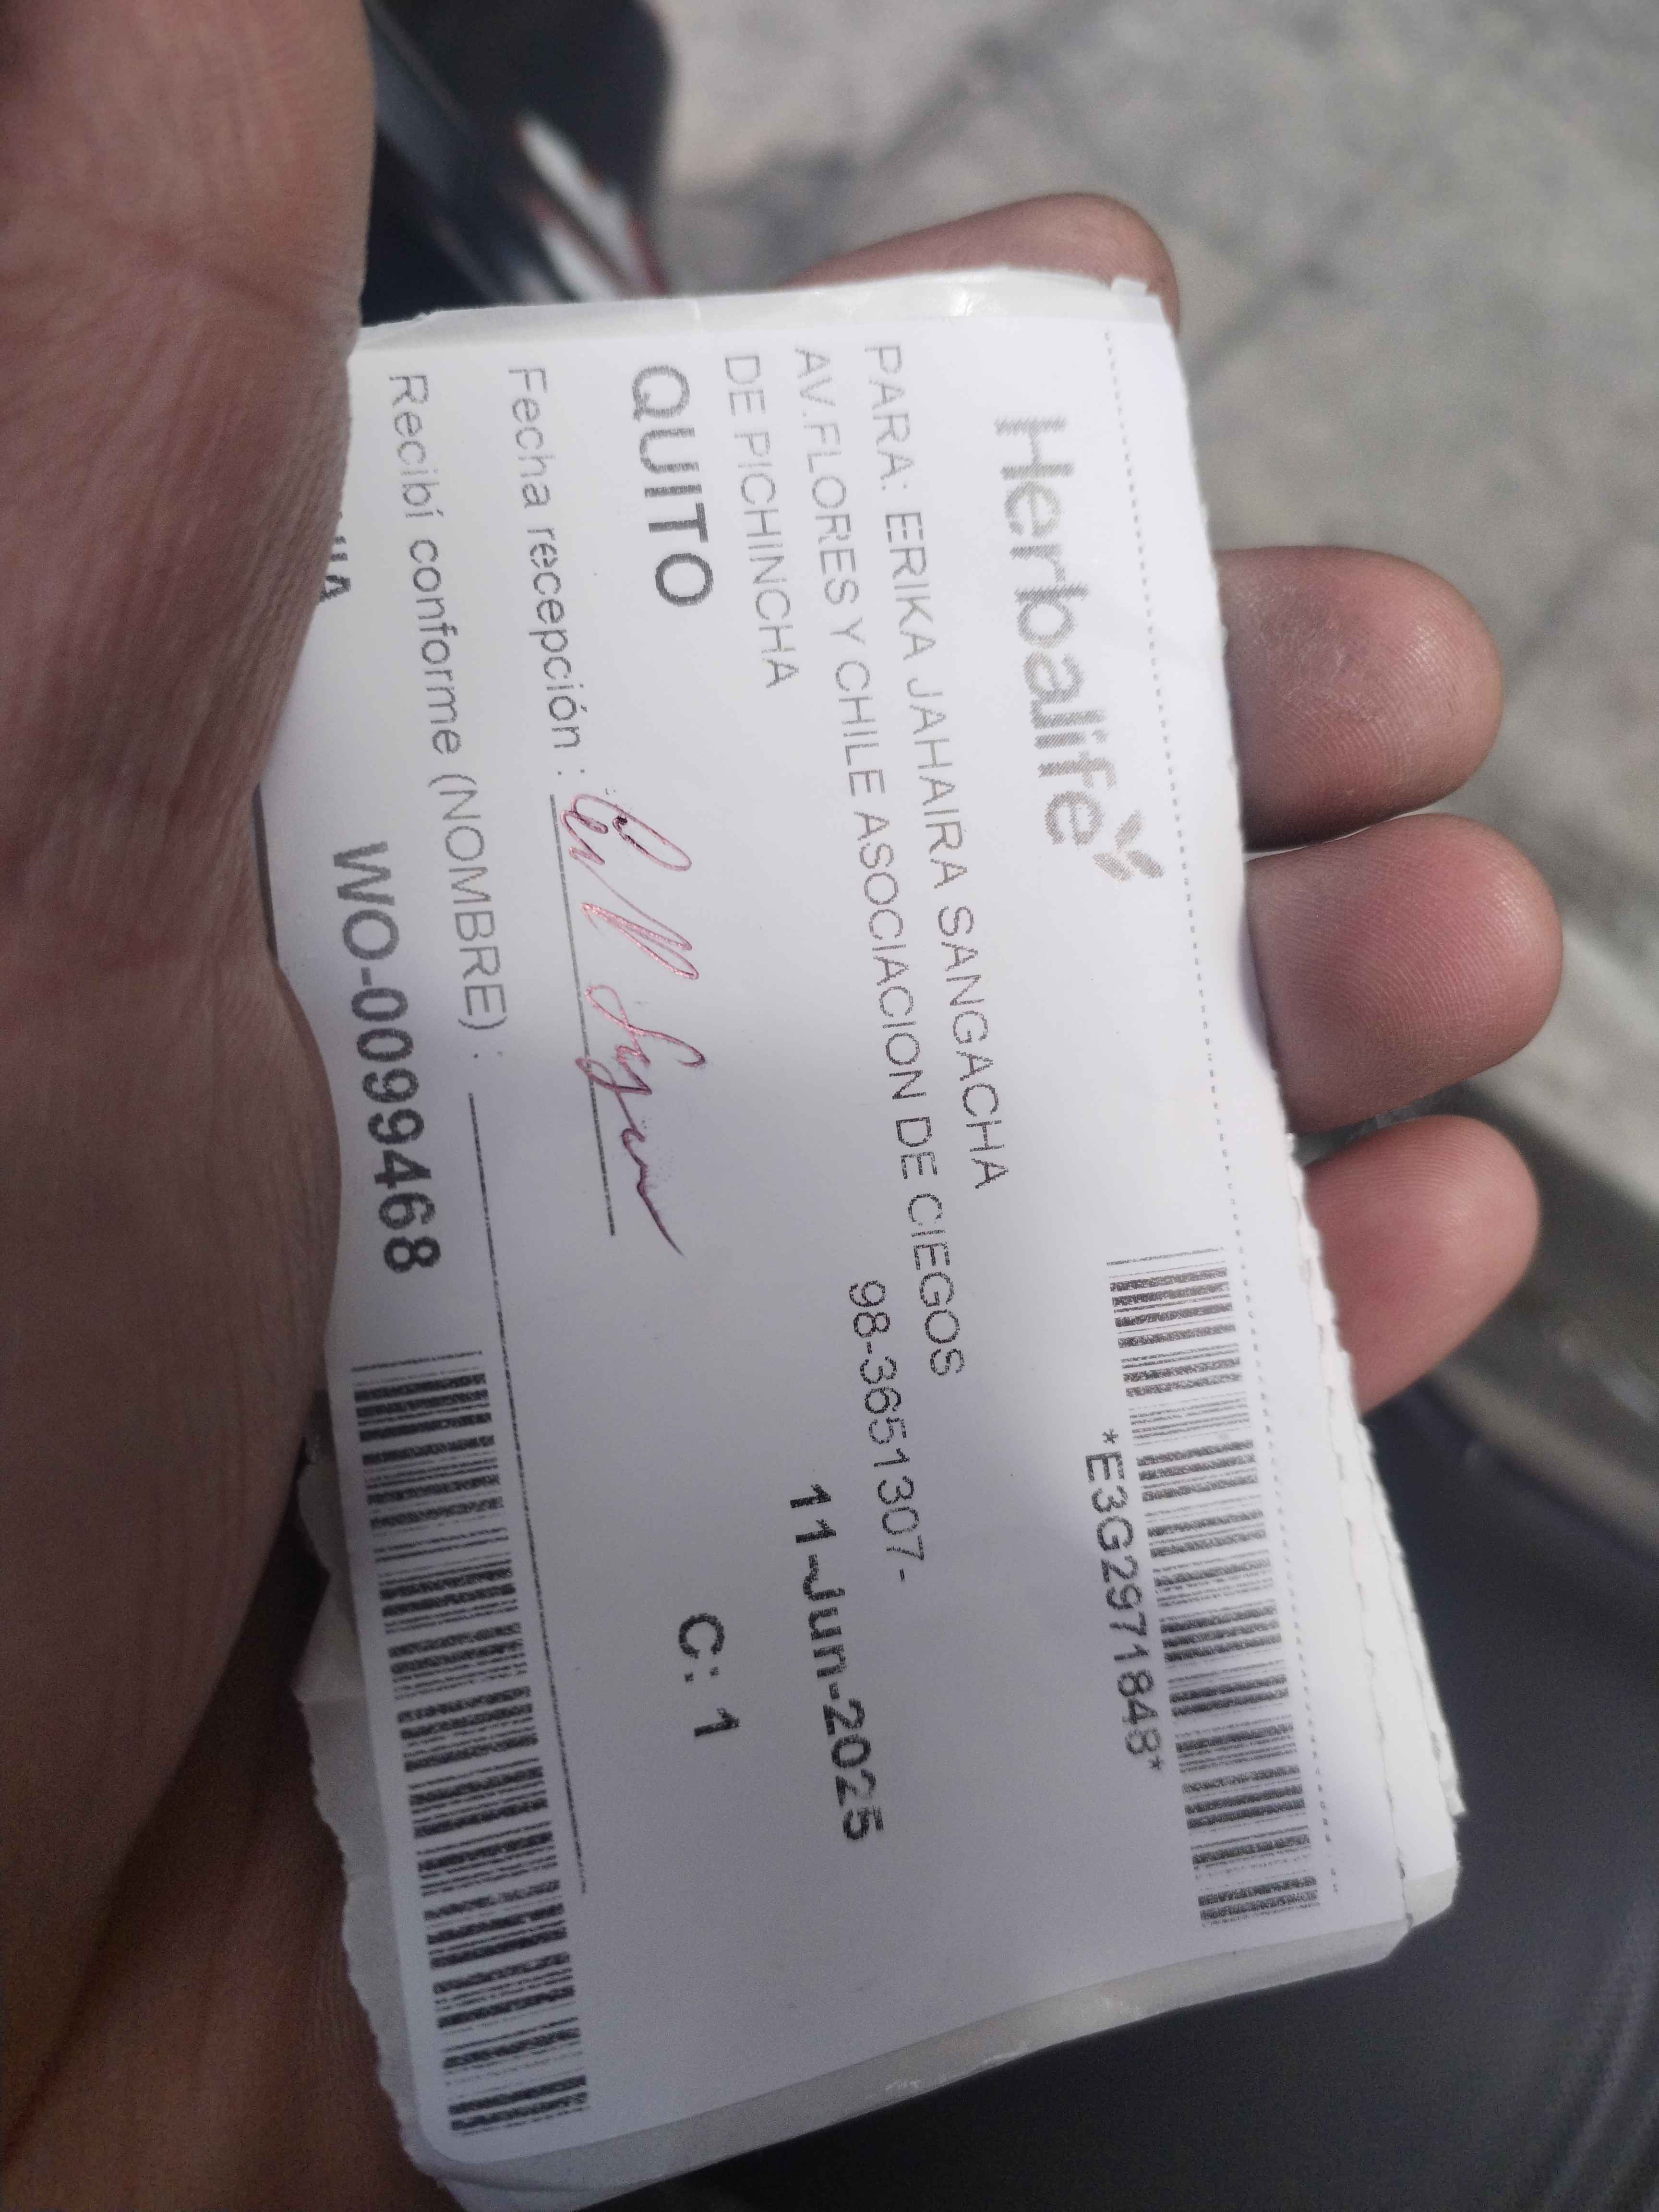 Herbalife
*E3G2971848*
PARA: ERIKA JAHAIRA SANGACHA
AV.FLORES Y CHILE ASOCIACION DE CIEGOS
DE PICHINCHA
98-3651307-
11-Jun-2025
QUITO
C: 1
Fecha recepción :
Recibí conforme (NOMBRE) :
WO-0099468